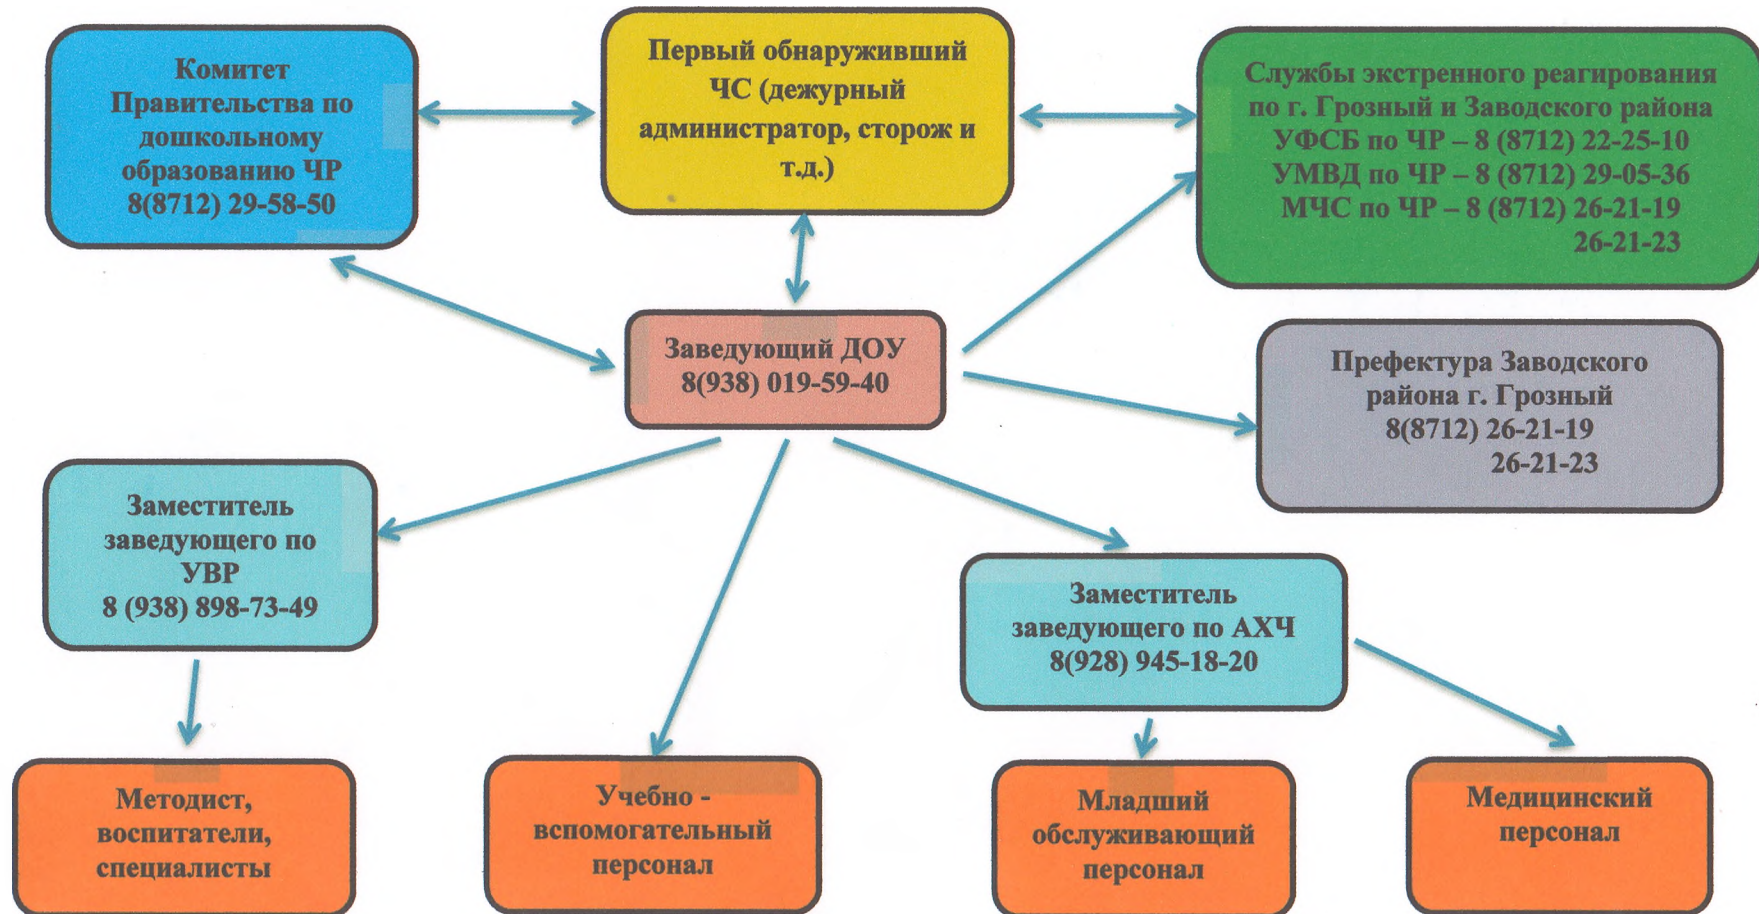 Комитет
Правительства по
дошкольному
образованию ЧР
8(8712) 29-58-50
Первый обнаруживший
ЧС (дежурный
администратор, сторож и
т.д.)
Службы экстренного реагирования
по г. Грозный и Заводского района
УФСБ по ЧР – 8 (8712) 22-25-10
УМВД по ЧР – 8 (8712) 29-05-36
МЧС по ЧР – 8 (8712) 26-21-19
26-21-23
Заведующий ДОУ
8(938) 019-59-40
Префектура Заводского
района г. Грозный
8(8712) 26-21-19
26-21-23
Заместитель
заведующего по
УВР
8 (938) 898-73-49
Заместитель
заведующего по АХЧ
8(928) 945-18-20
Методист,
воспитатели,
специалисты
Учебно -
вспомогательный
персонал
Младший
обслуживающий
персонал
Медицинский
персонал